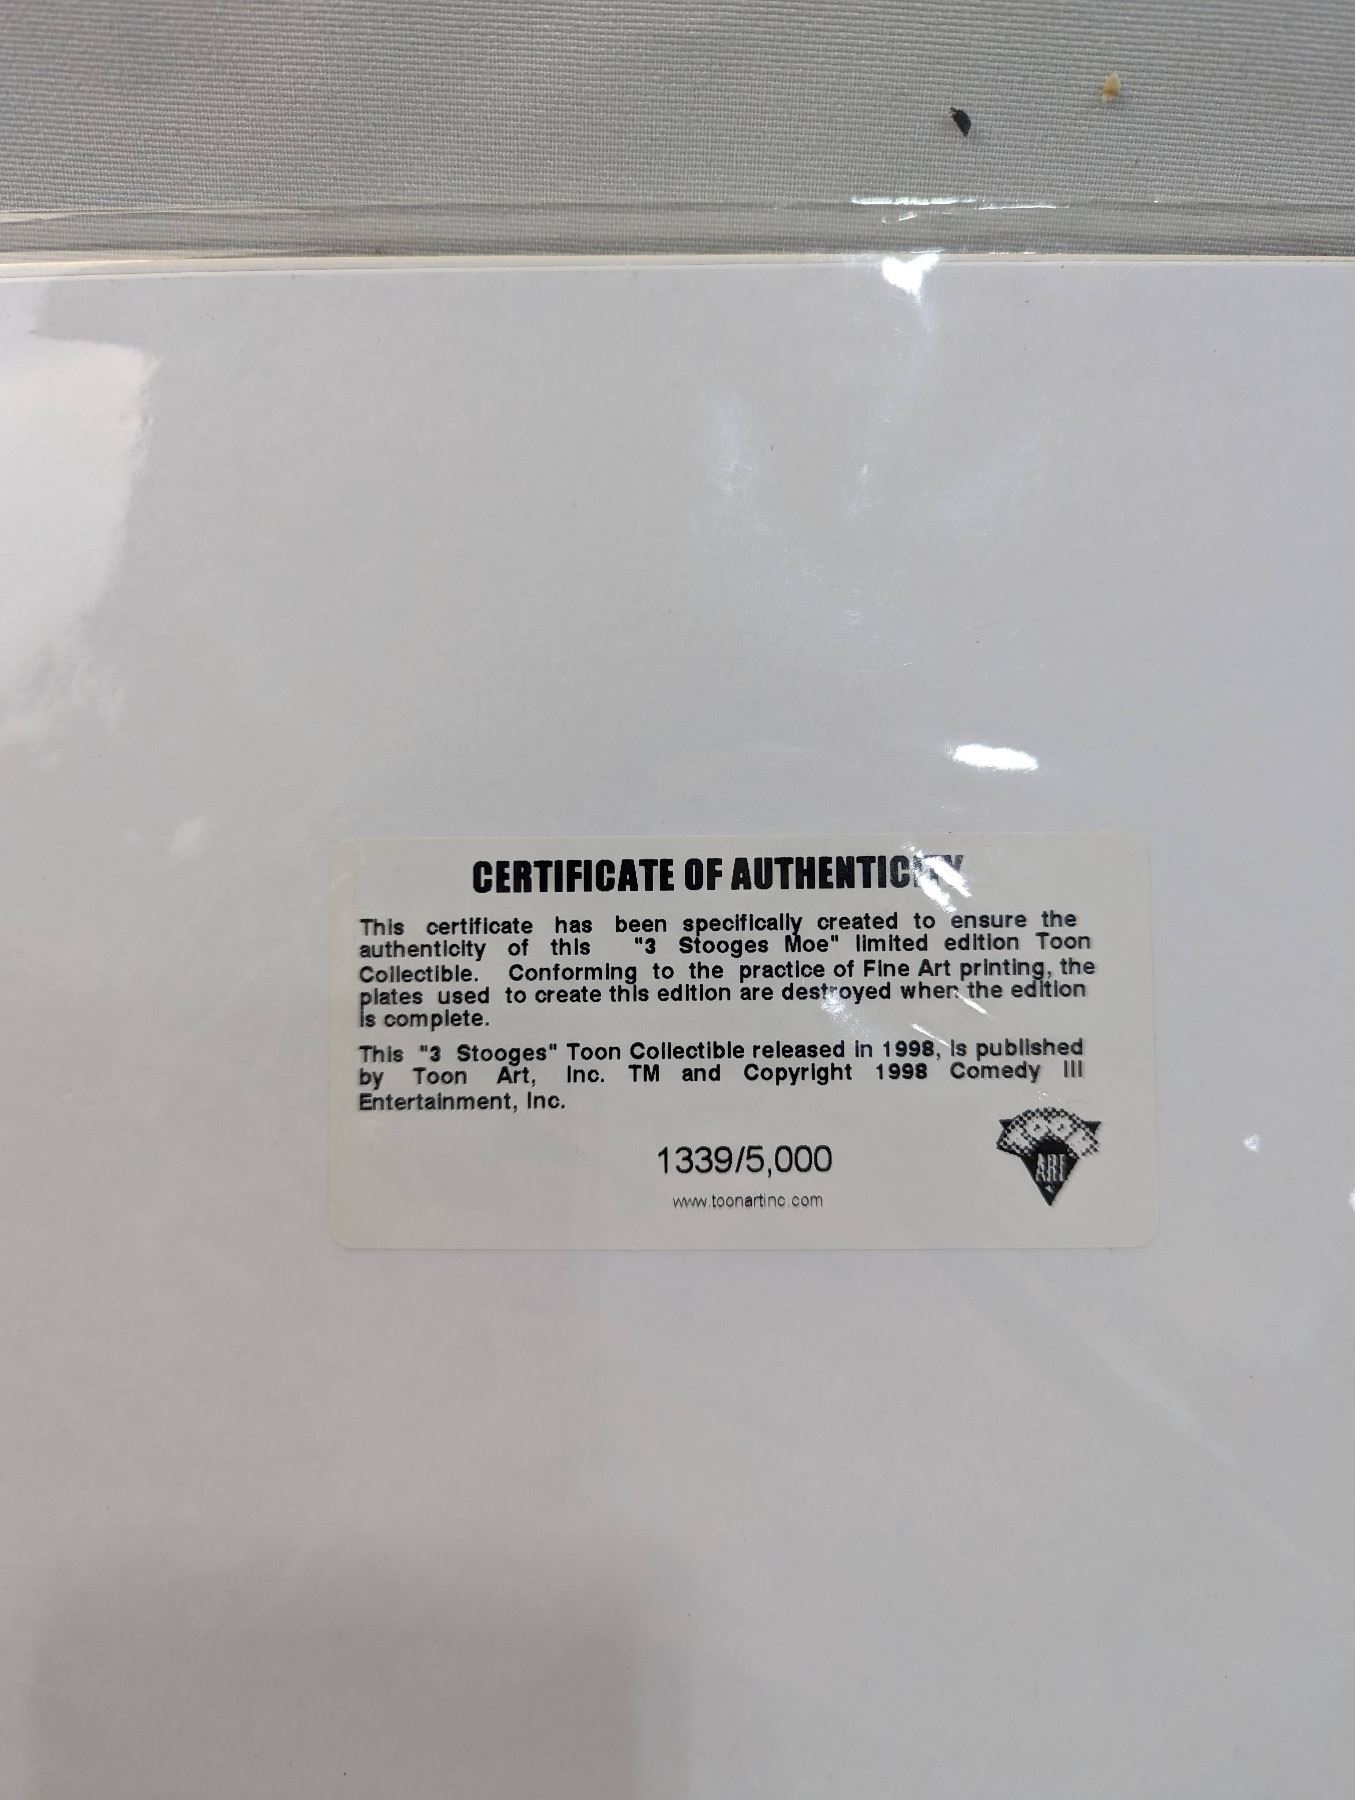 CERTIFICATE OF AUTHENTICITY
This certificate has been specifically created to ensure the
authenticity of this "3 Stooges Moe" limited edition Toon
Collectible. Conforming to the practice of Fine Art printing, the
plates used to create this edition are destroyed when the edition
is complete.
This "3 Stooges" Toon Collectible released in 1998, is published
by Toon Art, Inc. TM and Copyright 1998 Comedy III
Entertainment, Inc.
1339/5,000
ART
www.toonartinc.com